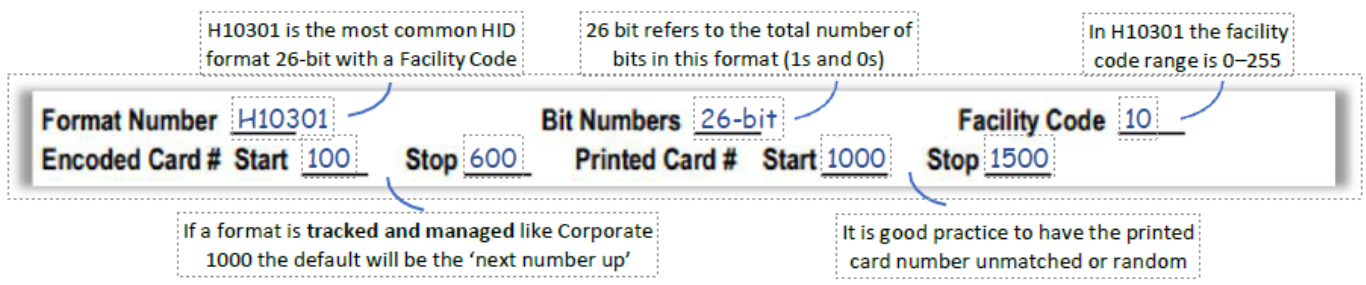 H10301 is the most common HID
format 26-bit with a Facility Code
26 bit refers to the total number of
bits in this format (1s and 0s)
In H10301 the facility
code range is 0–255
Format Number H10301 Bit Numbers 26-bit Facility Code 10
Encoded Card # Start 100 Stop 600 Printed Card # Start 1000 Stop 1500
If a format is tracked and managed like Corporate
1000 the default will be the ‘next number up’
It is good practice to have the printed
card number unmatched or random